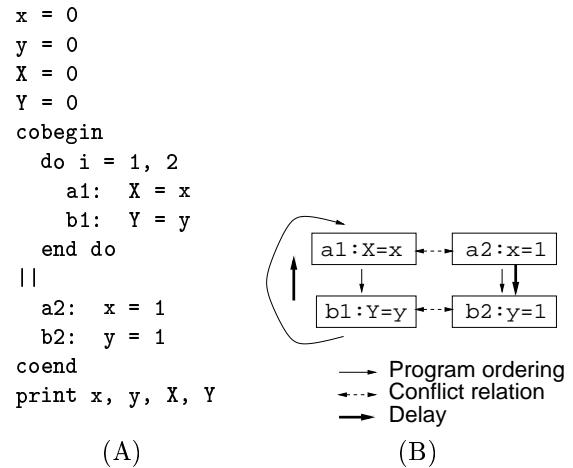 x = 0
y = 0
X = 0
Y = 0
cobegin
do i = 1, 2
a1: X = x
b1: Y = y
end do
||
a2: x = 1
b2: y = 1
coend
print x, y, X, Y
(A)
a1:X=x
a2:x=1
b1:Y=y
b2:y=1
Program ordering
Conflict relation
Delay
(B)